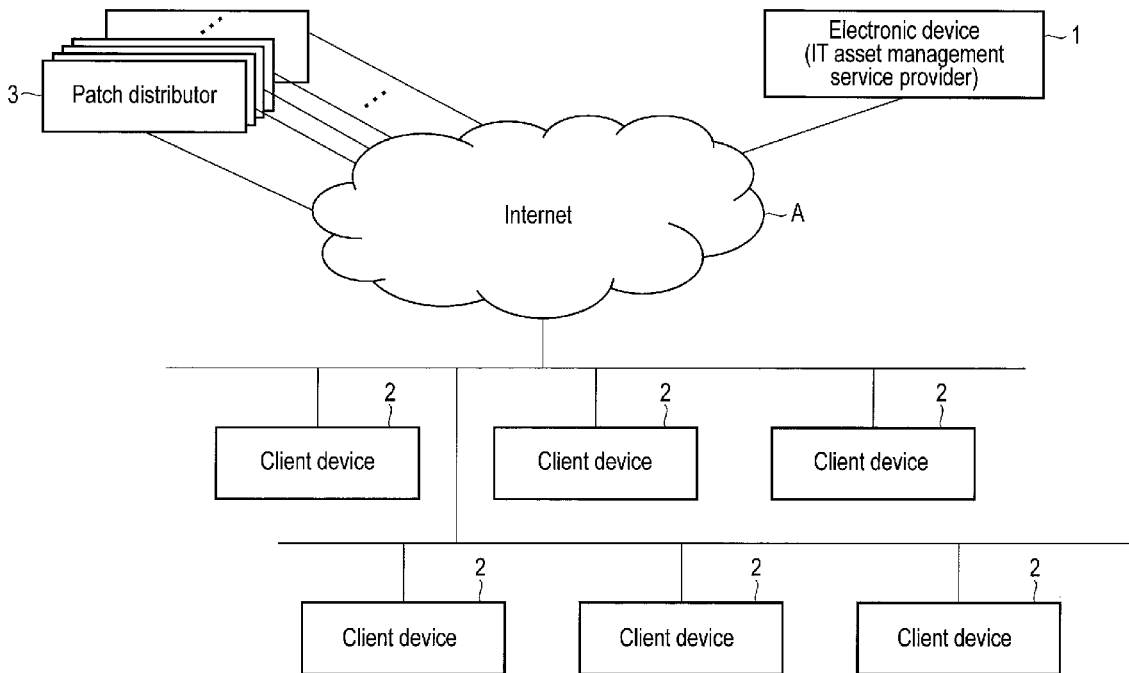 Electronic device
(IT asset management
service provider)
1
3
Patch distributor
Internet
A
2
2
2
Client device
Client device
Client device
2
2
2
Client device
Client device
Client device